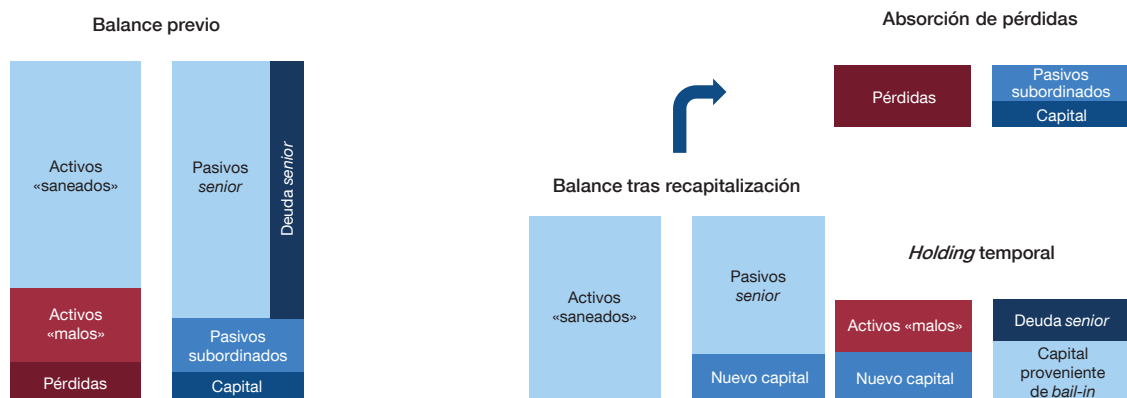 Balance previo
Activos
«saneados»
Activos
«malos»
Pérdidas
Pasivos
senior
Deuda senior
Pasivos
subordinados
Capital
Absorción de pérdidas
Pérdidas
Pasivos
subordinados
Capital
Balance tras recapitalización
Activos
«saneados»
Pasivos
senior
Nuevo capital
Holding temporal
Activos «malos»
Nuevo capital
Deuda senior
Capital
proveniente
de bail-in